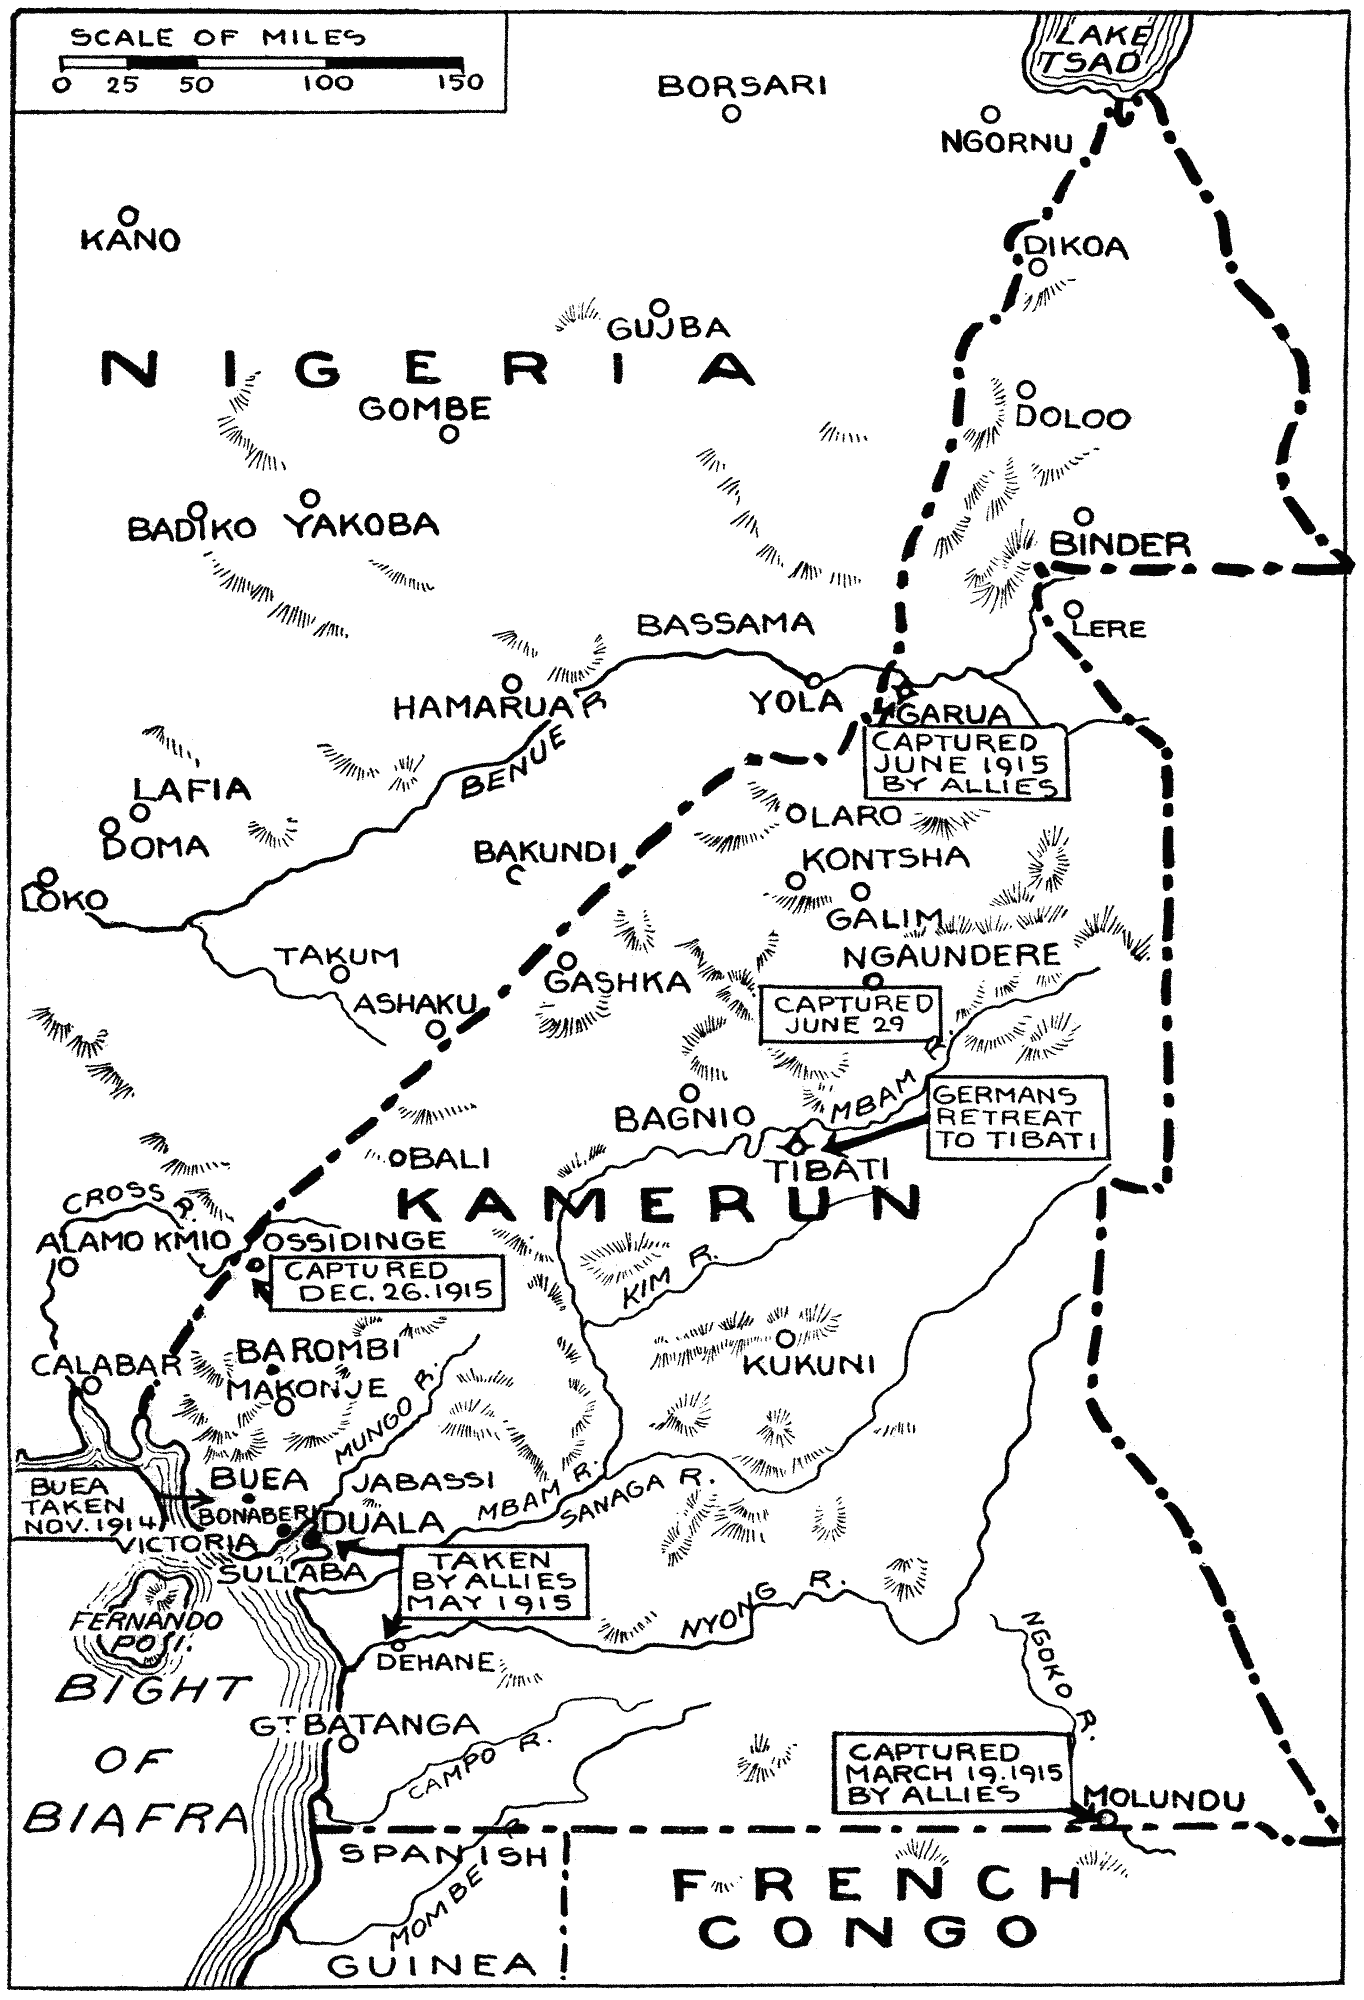 SCALE OF MILES
0 25 50 100 150
LAKE
TSAD
BORSARI
NGORNU
KANO
DIKOA
GUJBA
NIGERIA
GOMBE
DOLOO
BADIKO
YAKOBA
BINDER
LERE
BASSAMA
HAMARUA
BENUE R
YOLA
GARUA
CAPTURED
JUNE 1915
BY ALLIES
LAFIA
DOMA
LARO
BAKUNDI
KONTSHA
LOKO
GALIM
TAKUM
NGAUNDERE
GASHKA
CAPTURED
JUNE 29
ASHAKU
MBAM R.
GERMANS
RETREAT
TO TIBATI
BAGNIO
BALI
TIBATI
KAMERUN
CROSS R.
ALAMO KMIO
OSSIDINGE
CAPTURED
DEC. 26. 1915
KIM R.
BAROMBI
CALABAR
MAKONJE
KUKUNI
MUNGO R.
BUEA
TAKEN
NOV. 1914
BUEA
JABASSI
MBAM R.
SANAGA R.
BONABERI
DUALA
VICTORIA
SULLABA
TAKEN
BY ALLIES
MAY 1915
FERNANDO
PO I.
NYONG R.
NGOKO R.
DEHANE
BIGHT
OF
BIAFRA
GT BATANGA
CAMPO R.
CAPTURED
MARCH 19. 1915
BY ALLIES
MOLUNDU
SPANISH
GUINEA
MOMBE R
FRENCH
CONGO